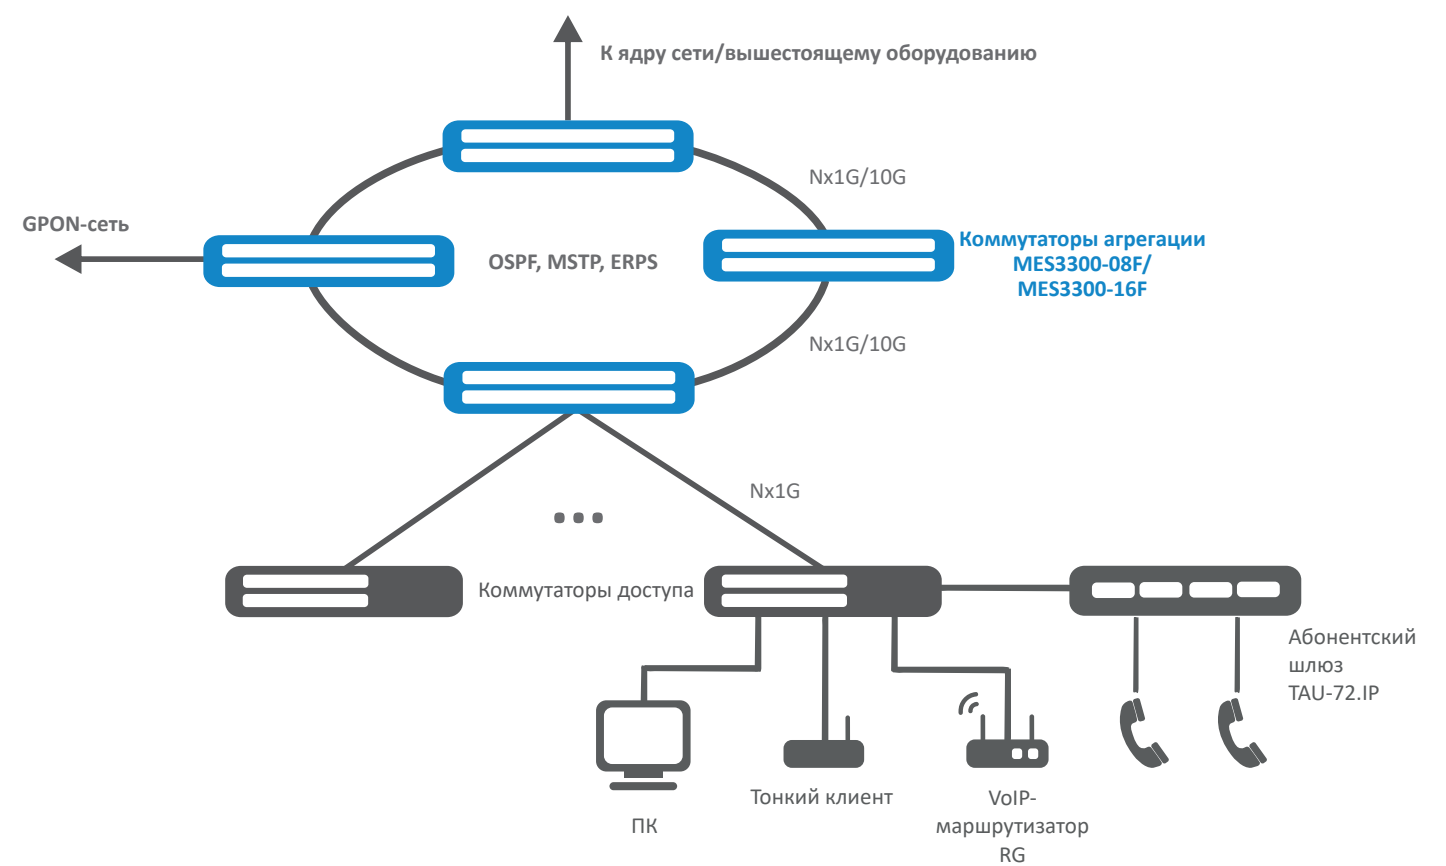 К ядру сети/вышестоящему оборудованию
Nx1G/10G
GPON-сеть
OSPF, MSTP, ERPS
Коммутаторы агрегации
MES3300-08F/
MES3300-16F
Nx1G/10G
Nx1G
Коммутаторы доступа
Абонентский
шлюз
TAU-72.IP
ПК
Тонкий клиент
VoIP-
маршрутизатор
RG